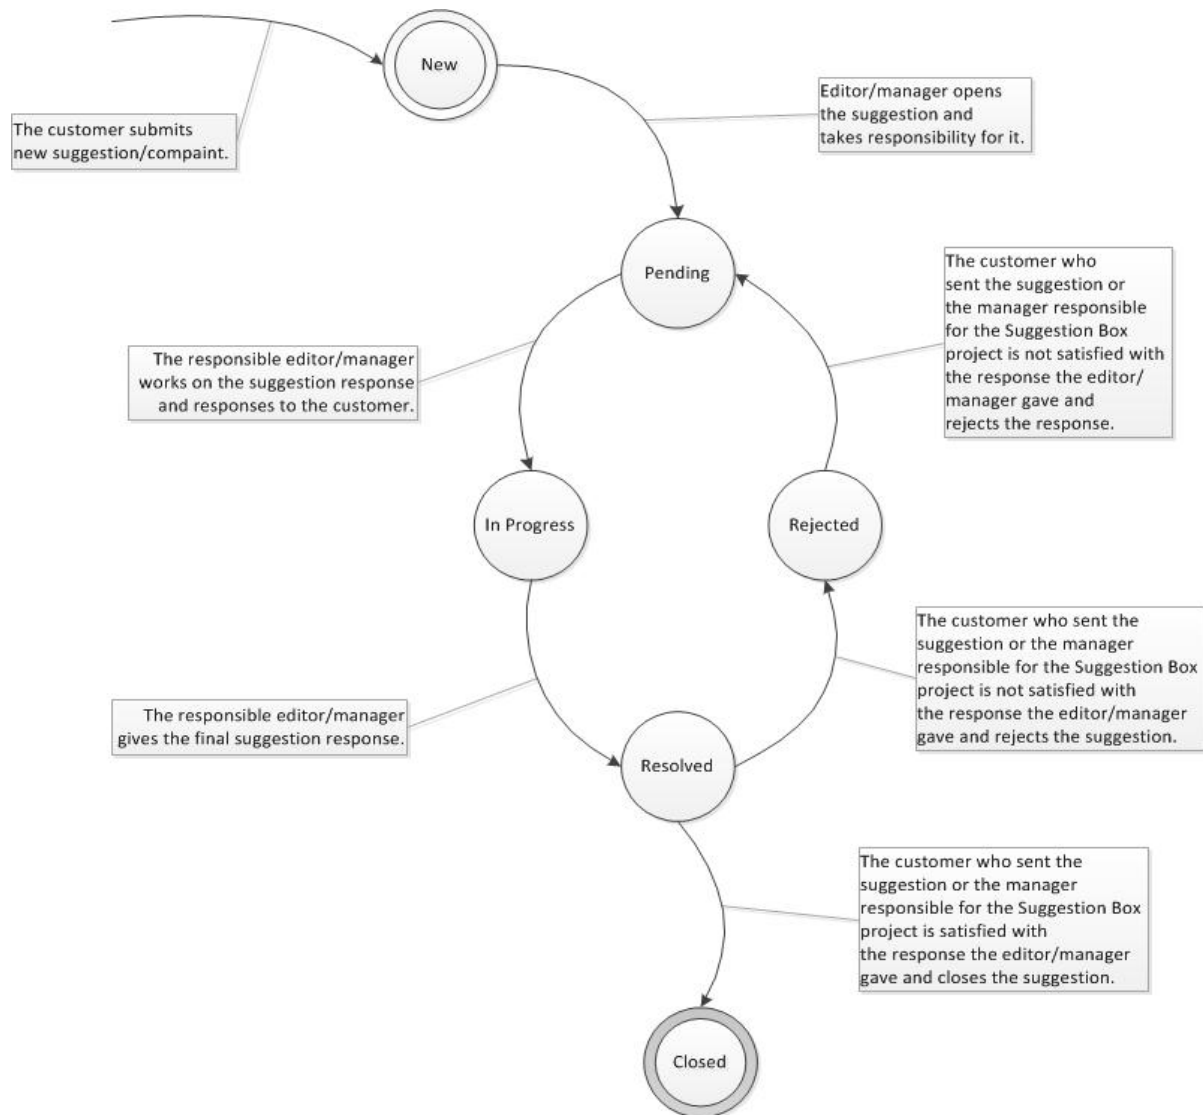 New
The customer submits
new suggestion/compaint.
Editor/manager opens
the suggestion and
takes responsibility for it.
Pending
The customer who
sent the suggestion or
the manager responsible
for the Suggestion Box
project is not satisfied with
the response the editor/
manager gave and
rejects the response.
The responsible editor/manager
works on the suggestion response
and responses to the customer.
In Progress
Rejected
The customer who sent the
suggestion or the manager
responsible for the Suggestion Box
project is not satisfied with
the response the editor/manager
gave and rejects the suggestion.
The responsible editor/manager
gives the final suggestion response.
Resolved
The customer who sent the
suggestion or the manager
responsible for the Suggestion Box
project is satisfied with
the response the editor/manager
gave and closes the suggestion.
Closed